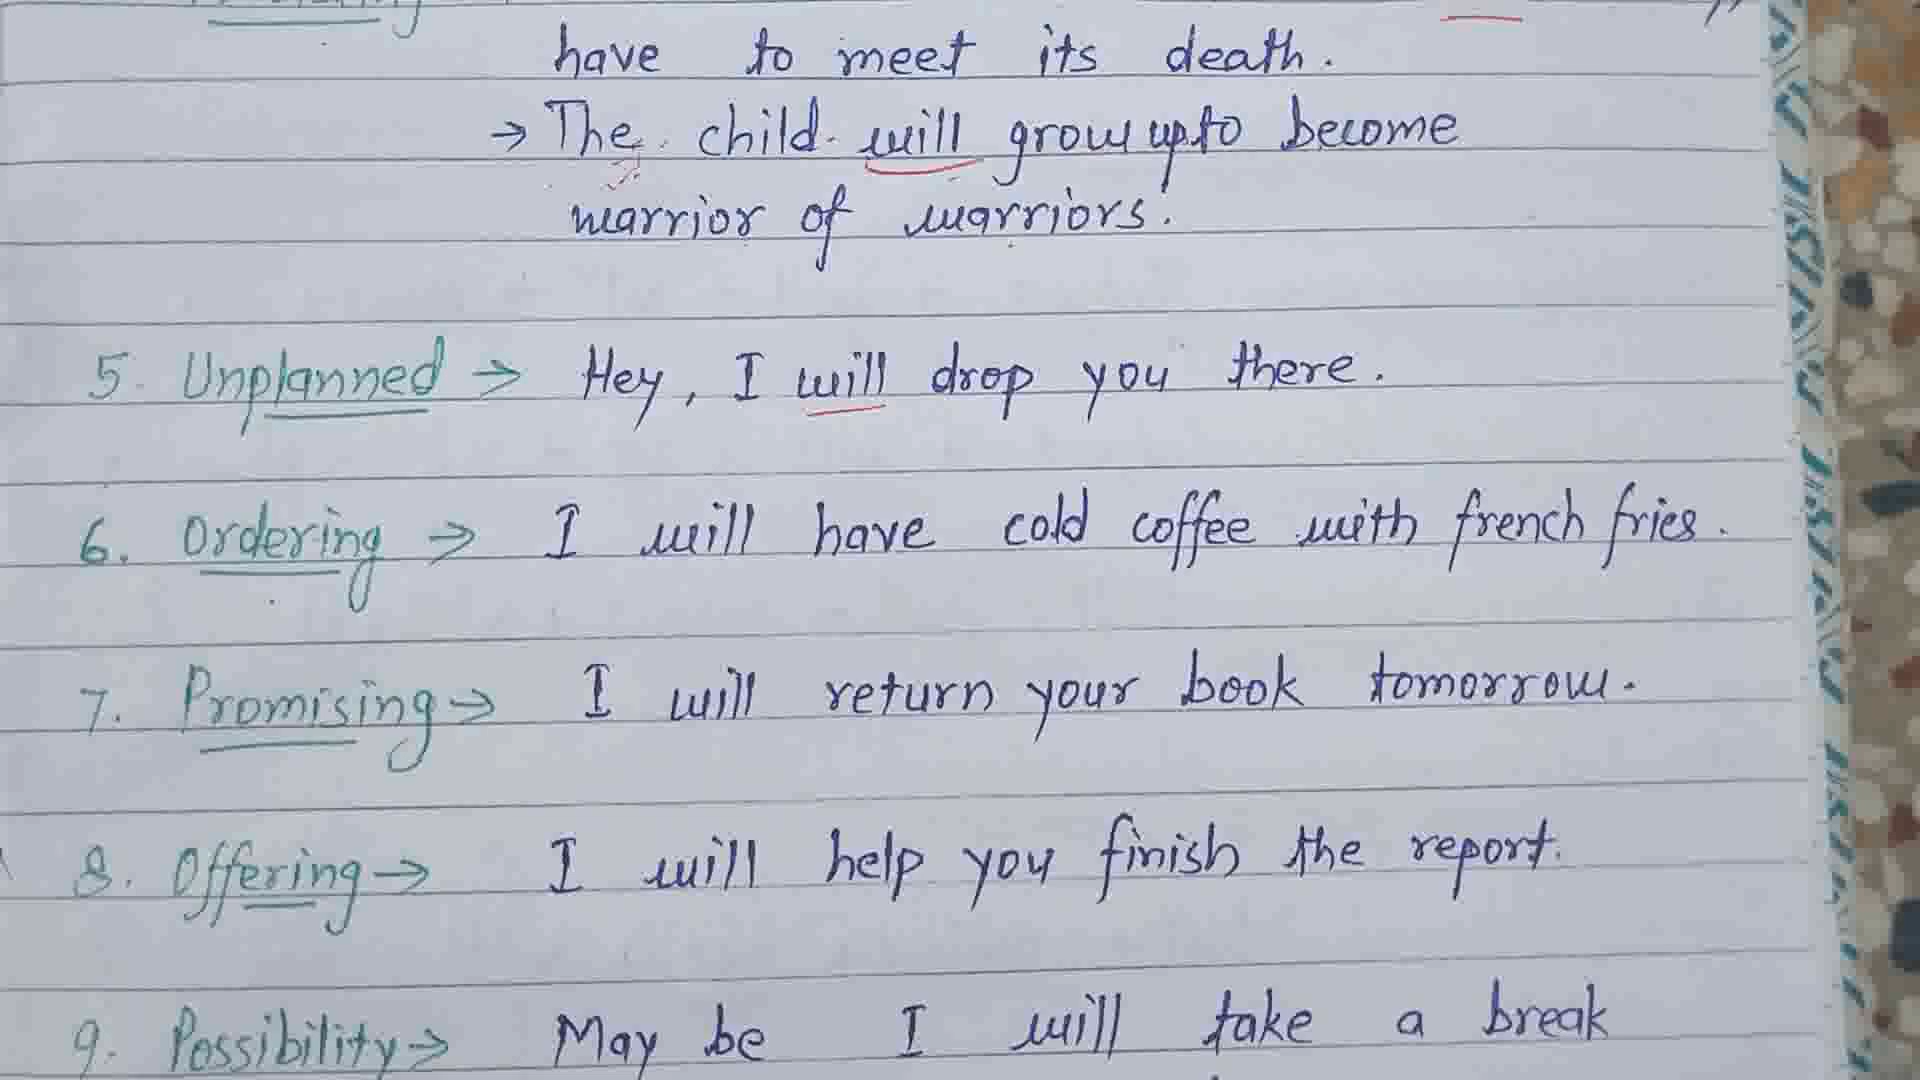 have to meet its death.
→ The child will grow up to become
warrior of warriors.
5. Unplanned → Hey, I will drop you there.
6. Ordering → I will have cold coffee with french fries.
7. Promising → I will return your book tomorrow.
8. Offering → I will help you finish the report.
9. Possibility → May be I will take a break